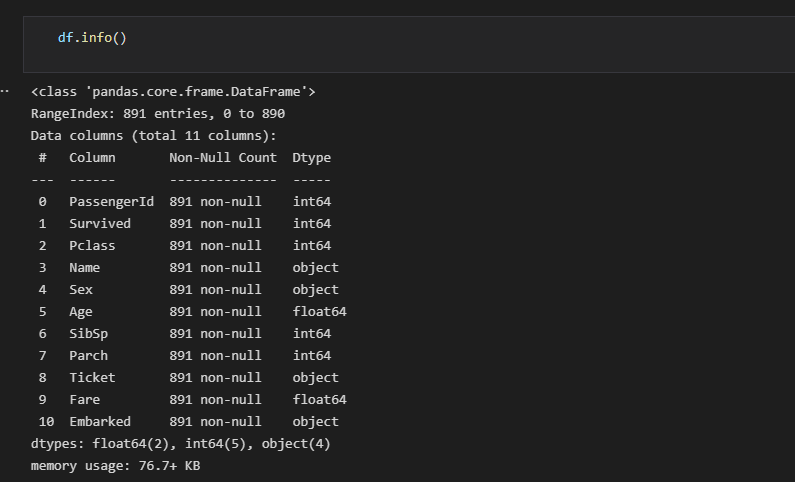 df.info()
<class 'pandas.core.frame.DataFrame'>
RangeIndex: 891 entries, 0 to 890
Data columns (total 11 columns):
 #   Column       Non-Null Count  Dtype
---  ------       --------------  -----
 0   PassengerId  891 non-null    int64
 1   Survived     891 non-null    int64
 2   Pclass       891 non-null    int64
 3   Name         891 non-null    object
 4   Sex          891 non-null    object
 5   Age          891 non-null    float64
 6   SibSp        891 non-null    int64
 7   Parch        891 non-null    int64
 8   Ticket       891 non-null    object
 9   Fare         891 non-null    float64
 10  Embarked     891 non-null    object
dtypes: float64(2), int64(5), object(4)
memory usage: 76.7+ KB